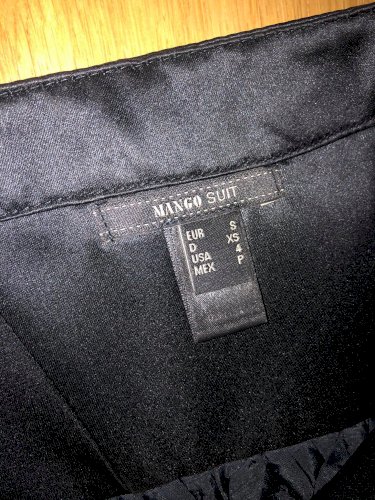 MANGO SUIT
EUR S
D XS
USA 4
MEX P